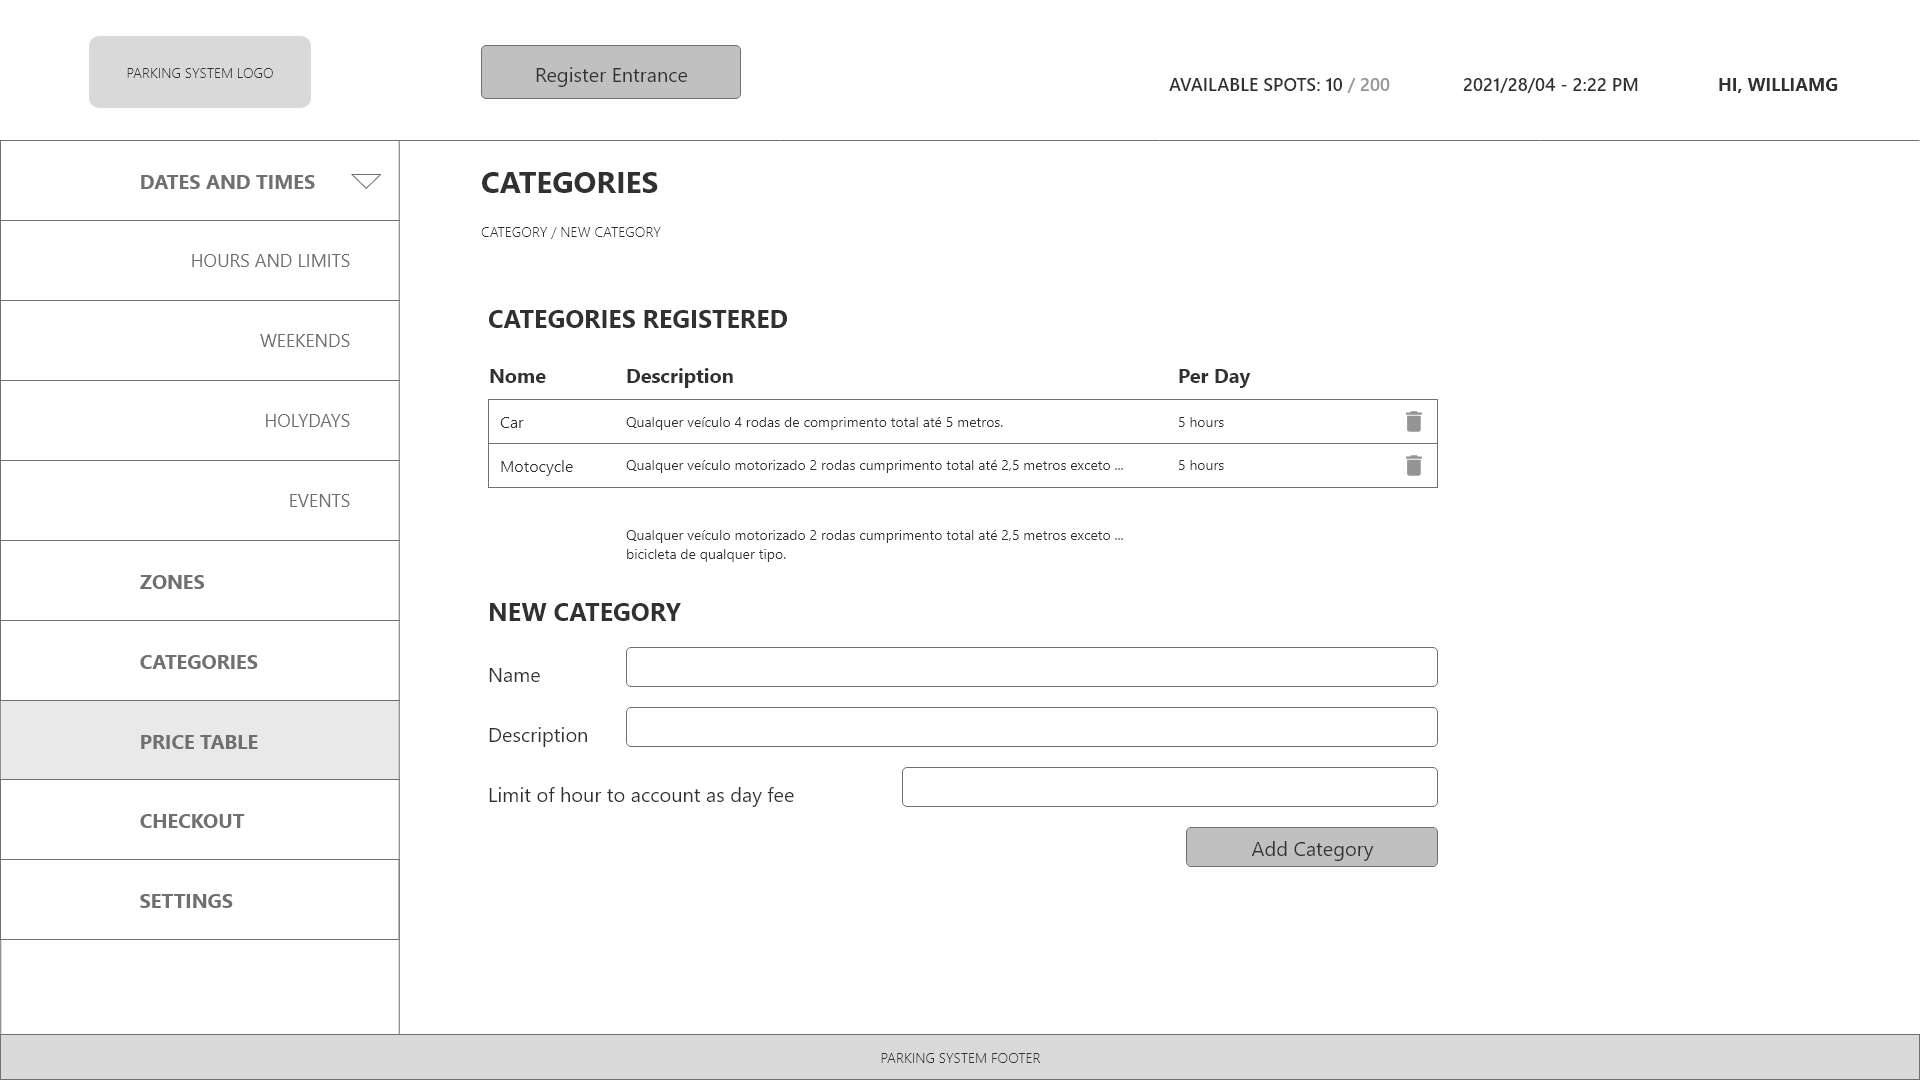 PARKING SYSTEM LOGO
Register Entrance
AVAILABLE SPOTS: 10 / 200
2021/28/04 - 2:22 PM
HI, WILLIAMG
DATES AND TIMES
HOURS AND LIMITS
WEEKENDS
HOLYDAYS
EVENTS
ZONES
CATEGORIES
PRICE TABLE
CHECKOUT
SETTINGS
CATEGORIES
CATEGORY / NEW CATEGORY
CATEGORIES REGISTERED
Nome Description Per Day
Car Qualquer veículo 4 rodas de comprimento total até 5 metros. 5 hours
Motocycle Qualquer veículo motorizado 2 rodas cumprimento total até 2,5 metros exceto ... 5 hours
Qualquer veículo motorizado 2 rodas cumprimento total até 2,5 metros exceto ...
bicicleta de qualquer tipo.
NEW CATEGORY
Name
Description
Limit of hour to account as day fee
Add Category
PARKING SYSTEM FOOTER